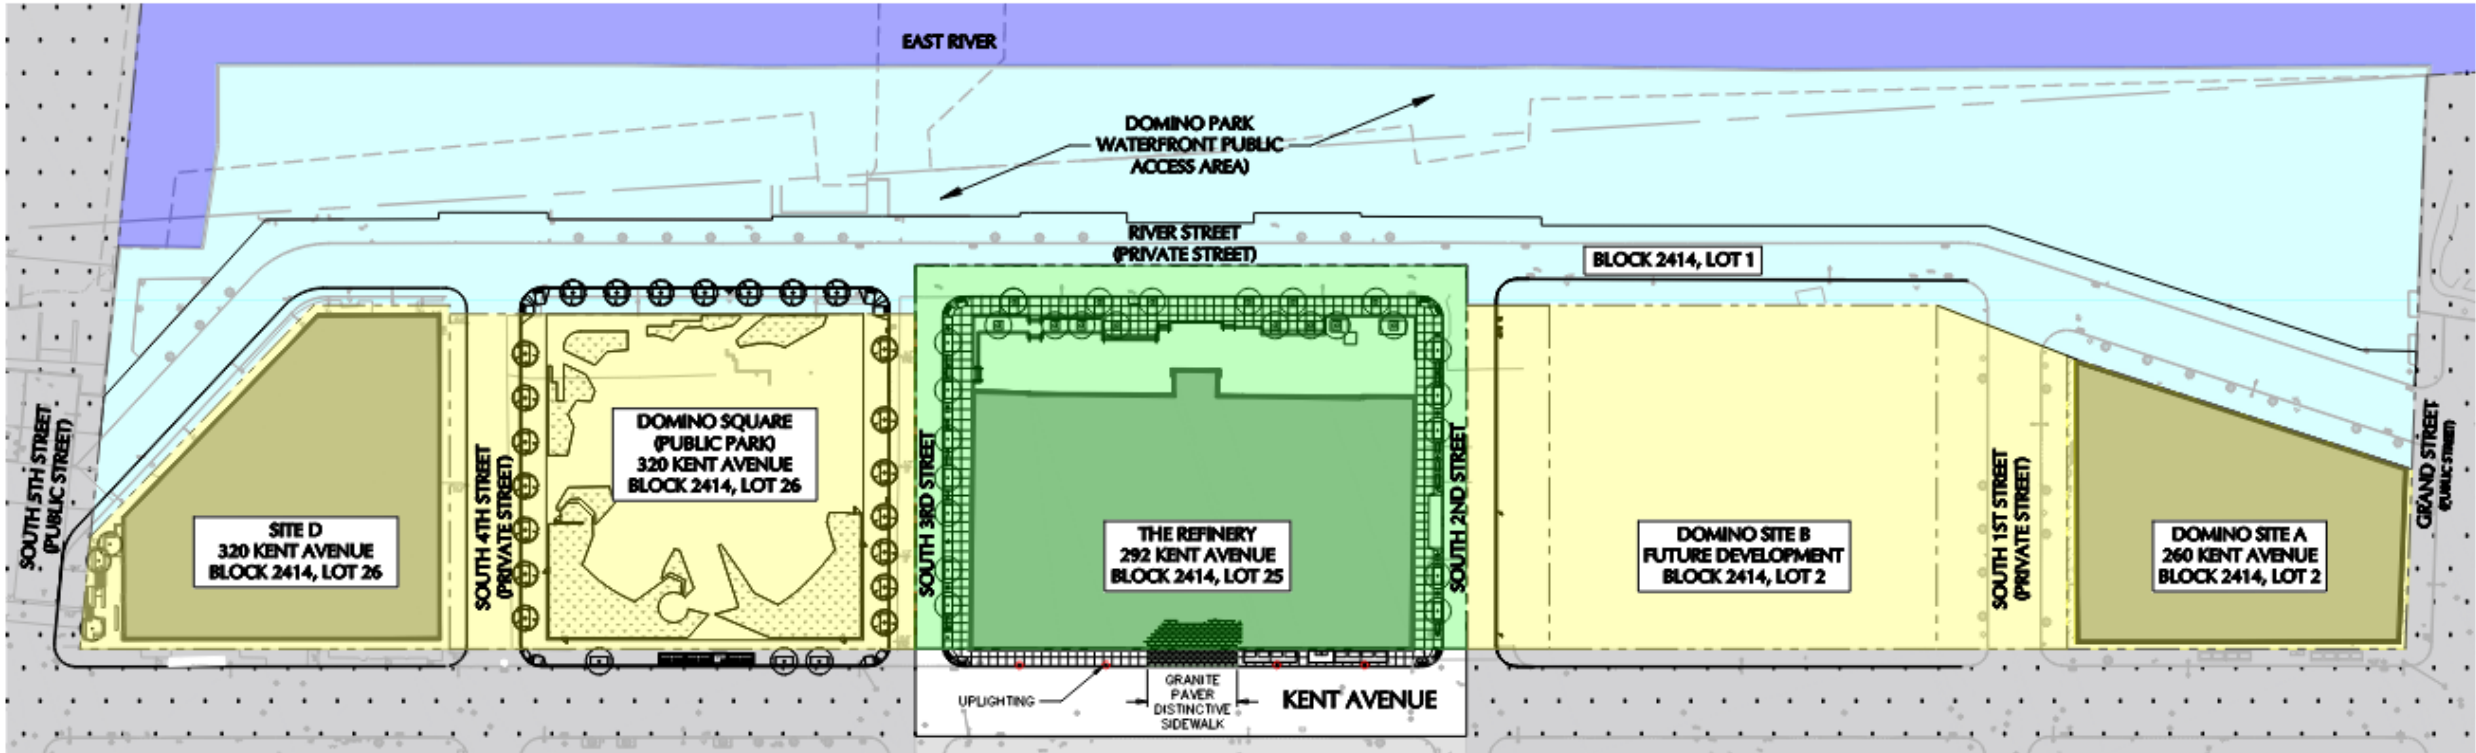 EAST RIVER
DOMINO PARK
WATERFRONT PUBLIC
ACCESS AREA)
RIVER STREET
(PRIVATE STREET)
BLOCK 2414, LOT 1
SOUTH 5TH STREET
(PUBLIC STREET)
SITE D
320 KENT AVENUE
BLOCK 2414, LOT 26
SOUTH 4TH STREET
(PRIVATE STREET)
DOMINO SQUARE
(PUBLIC PARK)
320 KENT AVENUE
BLOCK 2414, LOT 26
SOUTH 3RD STREET
THE REFINERY
292 KENT AVENUE
BLOCK 2414, LOT 25
SOUTH 2ND STREET
DOMINO SITE B
FUTURE DEVELOPMENT
BLOCK 2414, LOT 2
SOUTH 1ST STREET
(PRIVATE STREET)
DOMINO SITE A
260 KENT AVENUE
BLOCK 2414, LOT 2
GRAND STREET
(PUBLIC STREET)
UPLIGHTING
GRANITE
PAVER
DISTINCTIVE
SIDEWALK
KENT AVENUE